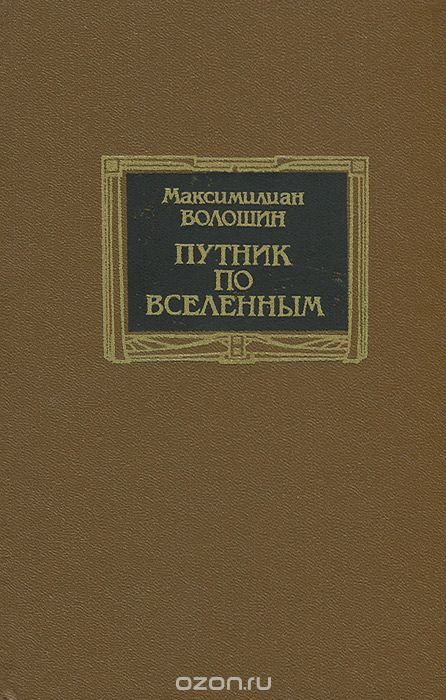 Максимилиан
ВОЛОШИН
ПУТНИК
ПО
ВСЕЛЕННЫМ
ozon.ru